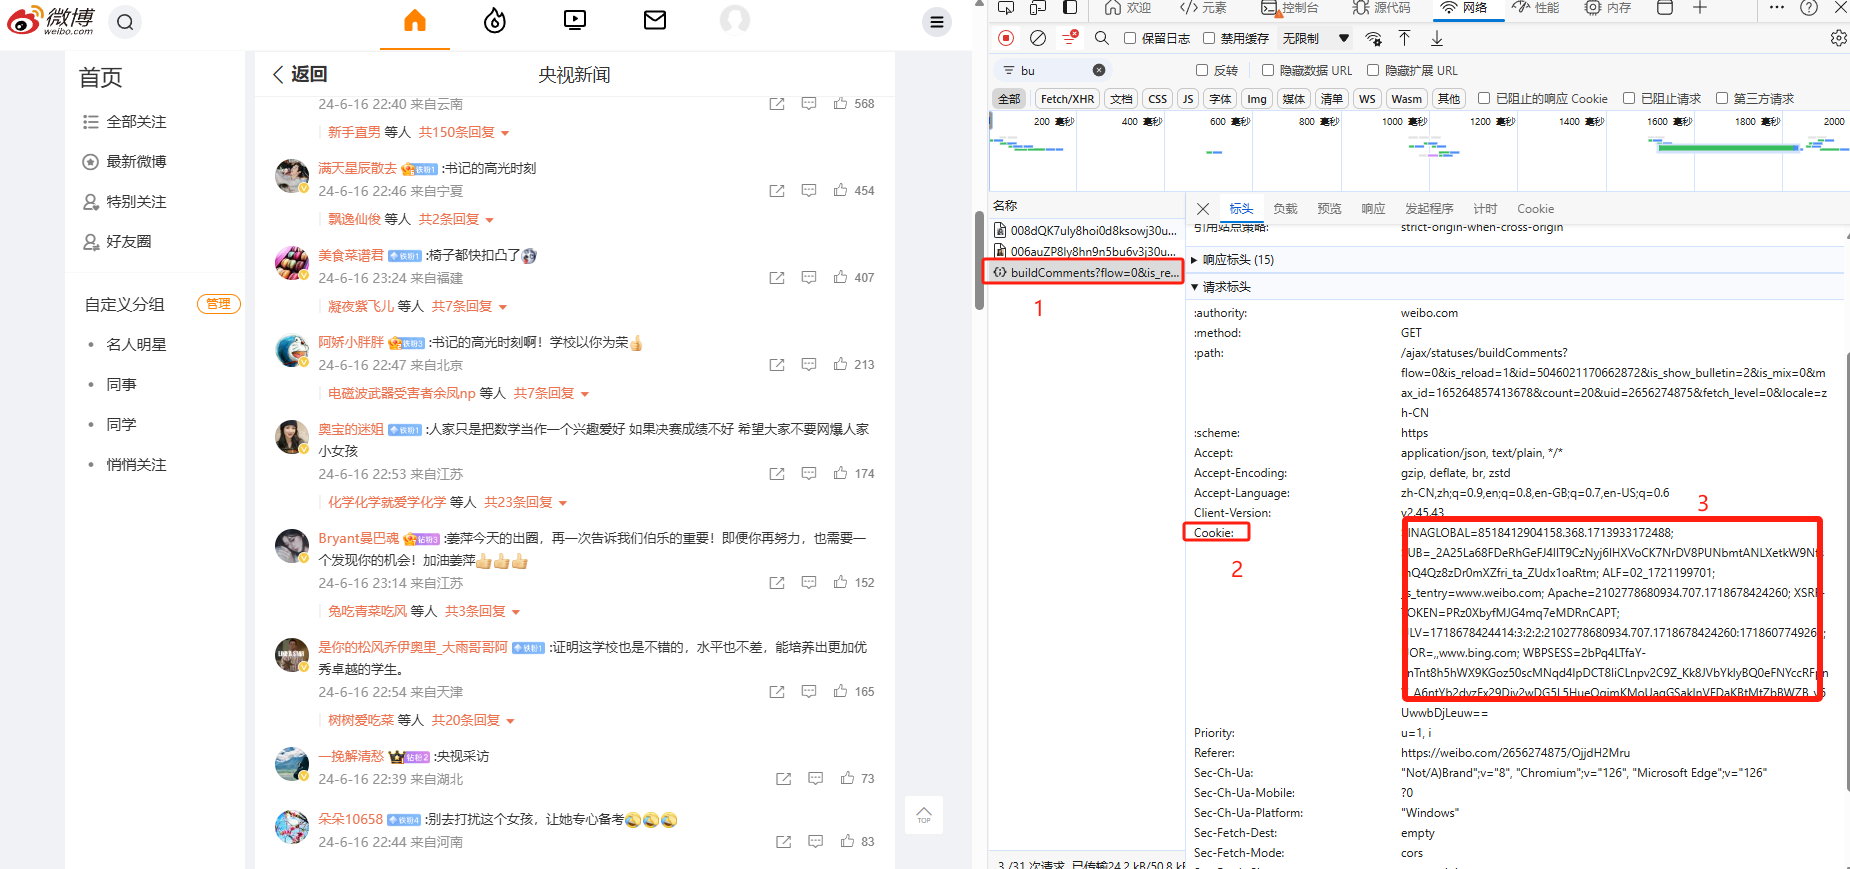 微博
weibo.com
首页
全部关注
最新微博
特别关注
好友圈
自定义分组 管理
名人明星
同事
同学
悄悄关注
返回 央视新闻
24-6-16 22:40 来自云南 568
新手直男 等人 共150条回复
满天星辰散去 铁粉1 :书记的高光时刻
24-6-16 22:46 来自宁夏 454
飘逸仙俊 等人 共2条回复
美食菜谱君 铁粉1 :椅子都快扣凸了
24-6-16 23:24 来自福建 407
凝夜紫飞儿 等人 共7条回复
阿娇小胖胖 铁粉3 :书记的高光时刻啊！学校以你为荣
24-6-16 22:47 来自北京 213
电磁波武器受害者余凤np 等人 共7条回复
奥宝的迷姐 铁粉1 :人家只是把数学当作一个兴趣爱好 如果决赛成绩不好 希望大家不要网爆人家
小女孩
24-6-16 22:53 来自江苏 174
化学化学就爱学化学 等人 共23条回复
Bryant曼巴魂 钻粉3 :姜萍今天的出圈，再一次告诉我们伯乐的重要！即便你再努力，也需要一
个发现你的机会！加油姜萍
24-6-16 23:14 来自江苏 152
兔吃青菜吃风 等人 共3条回复
是你的松风乔伊奥里_大雨哥哥阿 铁粉1 :证明这学校也是不错的，水平也不差，能培养出更加优
秀卓越的学生。
24-6-16 22:54 来自天津 165
树树爱吃菜 等人 共20条回复
一挽解清愁 钻粉2 :央视采访
24-6-16 22:39 来自湖北 73
朵朵10658 铁粉4 :别去打扰这个女孩，让她专心备考
24-6-16 22:44 来自河南 83
TOP
欢迎 元素 控制台 源代码 网络 性能 内存
保留日志 禁用缓存 无限制
bu 反转 隐藏数据 URL 隐藏扩展 URL
全部 Fetch/XHR 文档 CSS JS 字体 Img 媒体 清单 WS Wasm 其他 已阻止的响应 Cookie 已阻止请求 第三方请求
200 毫秒 400 毫秒 600 毫秒 800 毫秒 1000 毫秒 1200 毫秒 1400 毫秒 1600 毫秒 1800 毫秒 2000
名称
008dQK7uly8hoi0d8ksowj30u...
006auZP8ly8hn9n5bu6v3j30u...
buildComments?flow=0&is_re...
1
3 /31 次请求 已传输24.2 kB/50.8 kB
标头 负载 预览 响应 发起程序 计时 Cookie
引用站点策略: strict-origin-when-cross-origin
响应标头 (15)
请求标头
:authority: weibo.com
:method: GET
:path: /ajax/statuses/buildComments?
flow=0&is_reload=1&id=5046021170662872&is_show_bulletin=2&is_mix=0&m
ax_id=165264857413678&count=20&uid=2656274875&fetch_level=0&locale=z
h-CN
:scheme: https
Accept: application/json, text/plain, */*
Accept-Encoding: gzip, deflate, br, zstd
Accept-Language: zh-CN,zh;q=0.9,en;q=0.8,en-GB;q=0.7,en-US;q=0.6
3
Client-Version: v2.45.43
Cookie: INAGLOBAL=8518412904158.368.1713933172488;
2
UB=_2A25La68FDeRhGeFJ4IIT9CzNyj6IHXVoCK7NrDV8PUNbmtANLXetkW9Nf
nQ4Qz8zDr0mXZfri_ta_ZUdx1oaRtm; ALF=02_1721199701;
s_tentry=www.weibo.com; Apache=2102778680934.707.1718678424260; XSRF-
OKEN=PRz0XbyfMJG4mq7eMDRnCAPT;
LV=1718678424414:3:2:2:2102778680934.707.1718678424260:171860774926;
OR=,,www.bing.com; WBPSESS=2bPq4LTfaY-
nTnt8h5hWX9KGoz50scMNqd4lpDCT8IiCLnpv2C9Z_Kk8JVbYklyBQ0eFNYccRFpn
UwwbDjLeuw==
Priority: u=1, i
Referer: https://weibo.com/2656274875/OjjdH2Mru
Sec-Ch-Ua: "Not/A)Brand";v="8", "Chromium";v="126", "Microsoft Edge";v="126"
Sec-Ch-Ua-Mobile: ?0
Sec-Ch-Ua-Platform: "Windows"
Sec-Fetch-Dest: empty
Sec-Fetch-Mode: cors